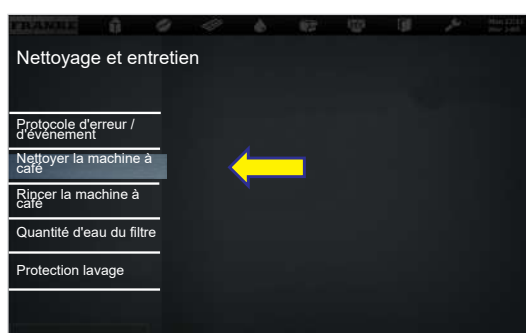 FRANKE
Nettoyage et entretien
Protocole d'erreur /
d'événement
Nettoyer la machine à
café
Rincer la machine à
café
Quantité d'eau du filtre
Protection lavage